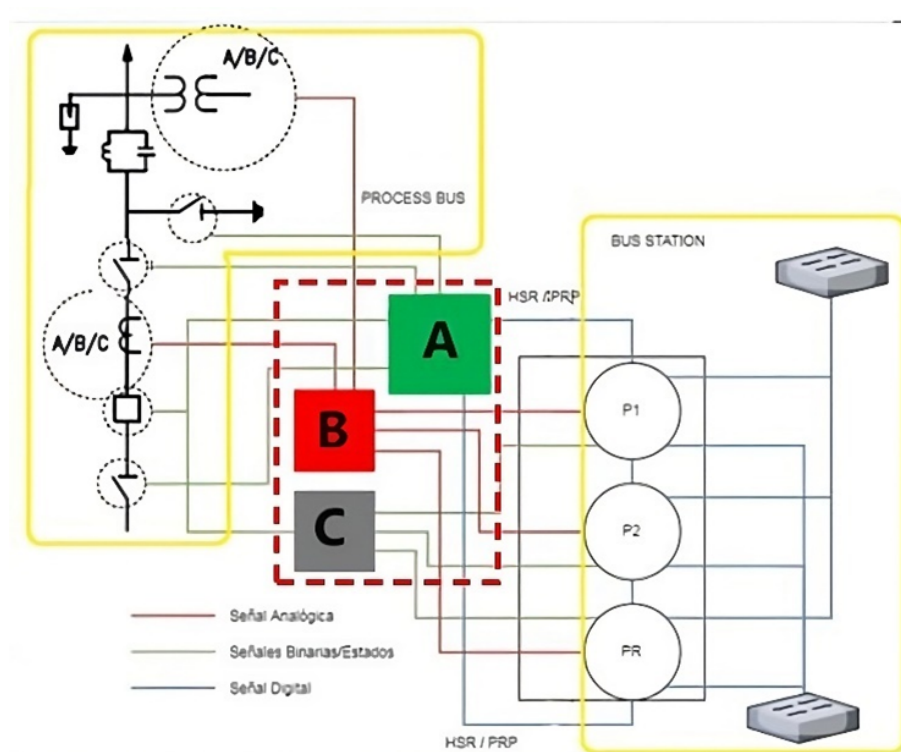 A/B/C
PROCESS BUS
BUS STATION
HSR / PRP
A/B/C
A
B
C
P1
P2
PR
Señal Analógica
Señales Binarias/Estados
Señal Digital
HSR / PRP